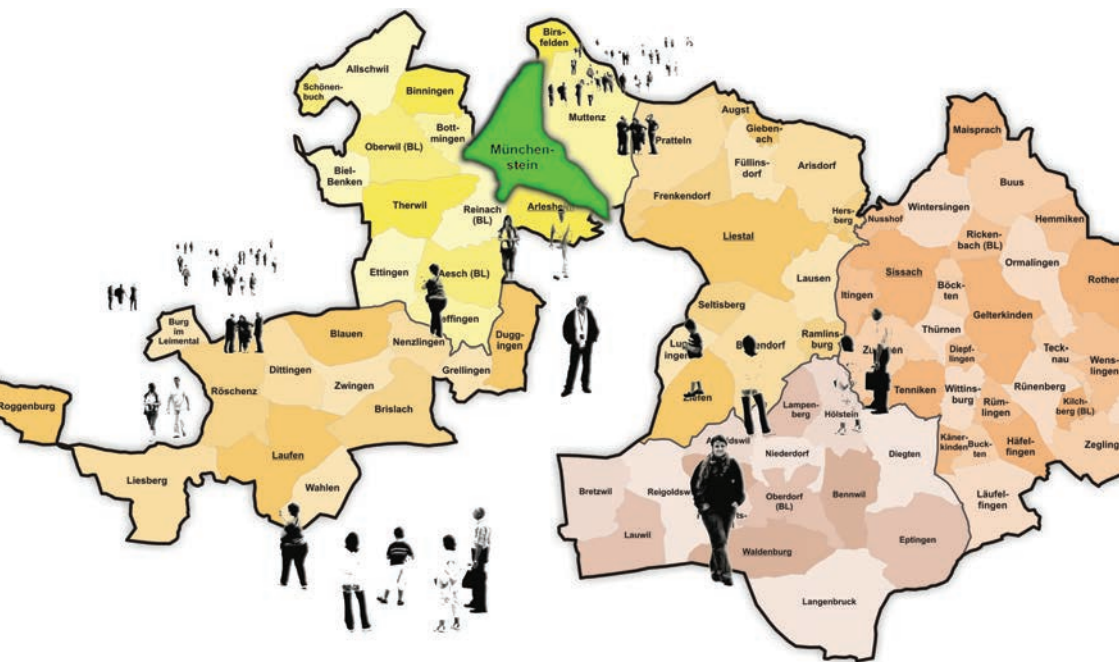 Birs-
felden
Allschwil
Schönen-
buch
Binningen
Bott-
mingen
Oberwil (BL)
Biel-
Benken
Therwil
Reinach
(BL)
München-
stein
Muttenz
Arlesheim
Ettingen
Aesch (BL)
Pratteln
Augst
Gieben-
ach
Füllins-
dorf
Arisdorf
Frenkendorf
Hers-
berg
Liestal
Lausen
Seltisberg
Ramlins-
burg
Ziefen
Maisprach
Buus
Wintersingen
Nusshof
Hemmiken
Ricken-
bach (BL)
Ormalingen
Sissach
Itingen
Böck-
ten
Gelterkinden
Thürnen
Diepf-
lingen
Teck-
nau
Wens-
lingen
Tenniken
Wittins-
burg
Rünenberg
Rüm-
lingen
Kilch-
berg (BL)
Käner-
kinden
Buck-
ten
Häfel-
fingen
Zegling
Läufel-
fingen
Lampen-
berg
Hölstein
Niederdorf
Diegten
Bretzwil
Reigoldsw
Oberdorf
(BL)
Bennwil
Lauwil
Waldenburg
Eptingen
Langenbruck
Burg
im
Leimental
Blauen
Nenzlingen
Dugg-
ingen
Grellingen
Dittingen
Röschenz
Zwingen
Brislach
Roggenburg
Laufen
Wahlen
Liesberg